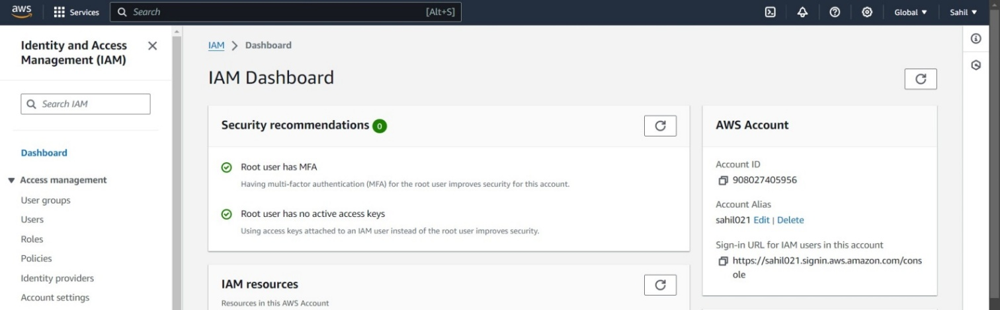 aws
Services
Search
[Alt+S]
Global ▼
Sahil ▼
Identity and Access
Management (IAM)
Search IAM
Dashboard
▼ Access management
User groups
Users
Roles
Policies
Identity providers
Account settings
IAM > Dashboard
IAM Dashboard
Security recommendations 0
Root user has MFA
Having multi-factor authentication (MFA) for the root user improves security for this account.
Root user has no active access keys
Using access keys attached to an IAM user instead of the root user improves security.
IAM resources
Resources in this AWS Account
AWS Account
Account ID
908027405956
Account Alias
sahil021 Edit | Delete
Sign-in URL for IAM users in this account
https://sahil021.signin.aws.amazon.com/cons
ole